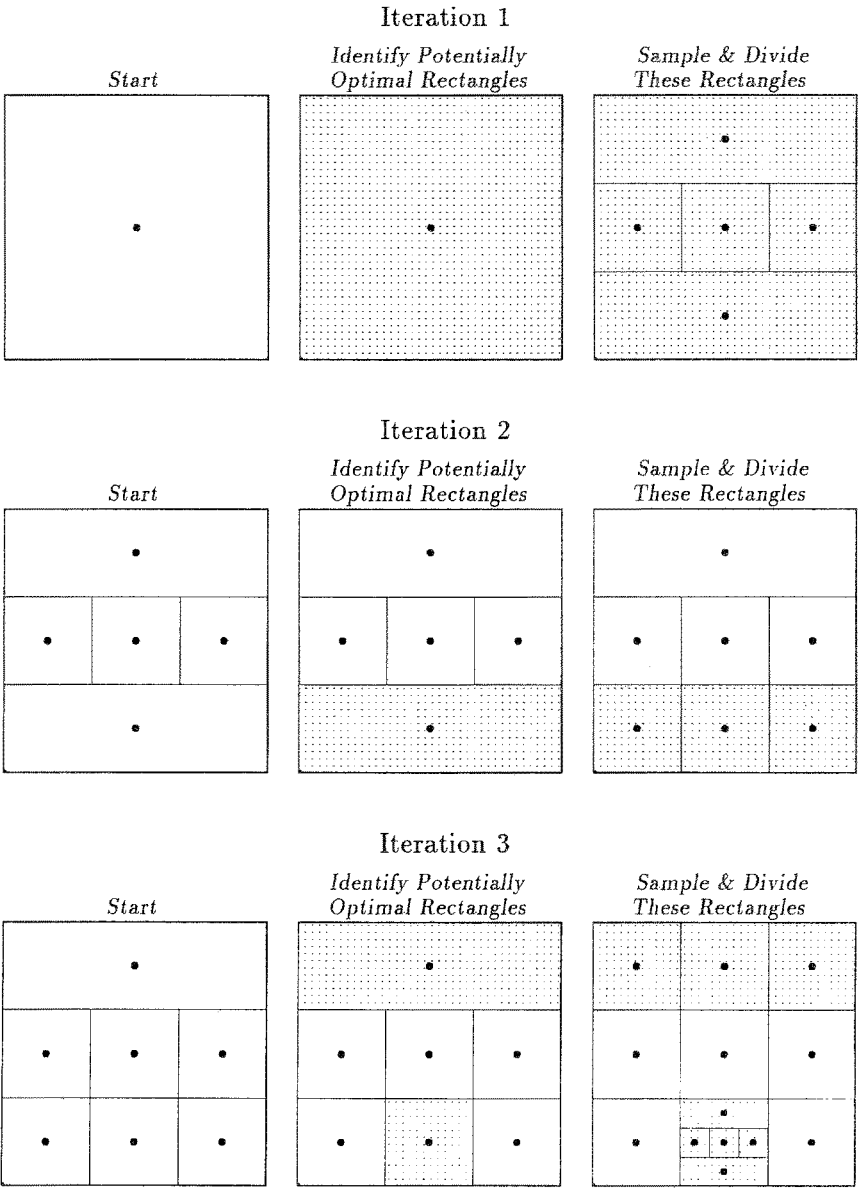 Iteration 1
Start
Identify Potentially
Optimal Rectangles
Sample & Divide
These Rectangles
Iteration 2
Start
Identify Potentially
Optimal Rectangles
Sample & Divide
These Rectangles
Iteration 3
Start
Identify Potentially
Optimal Rectangles
Sample & Divide
These Rectangles